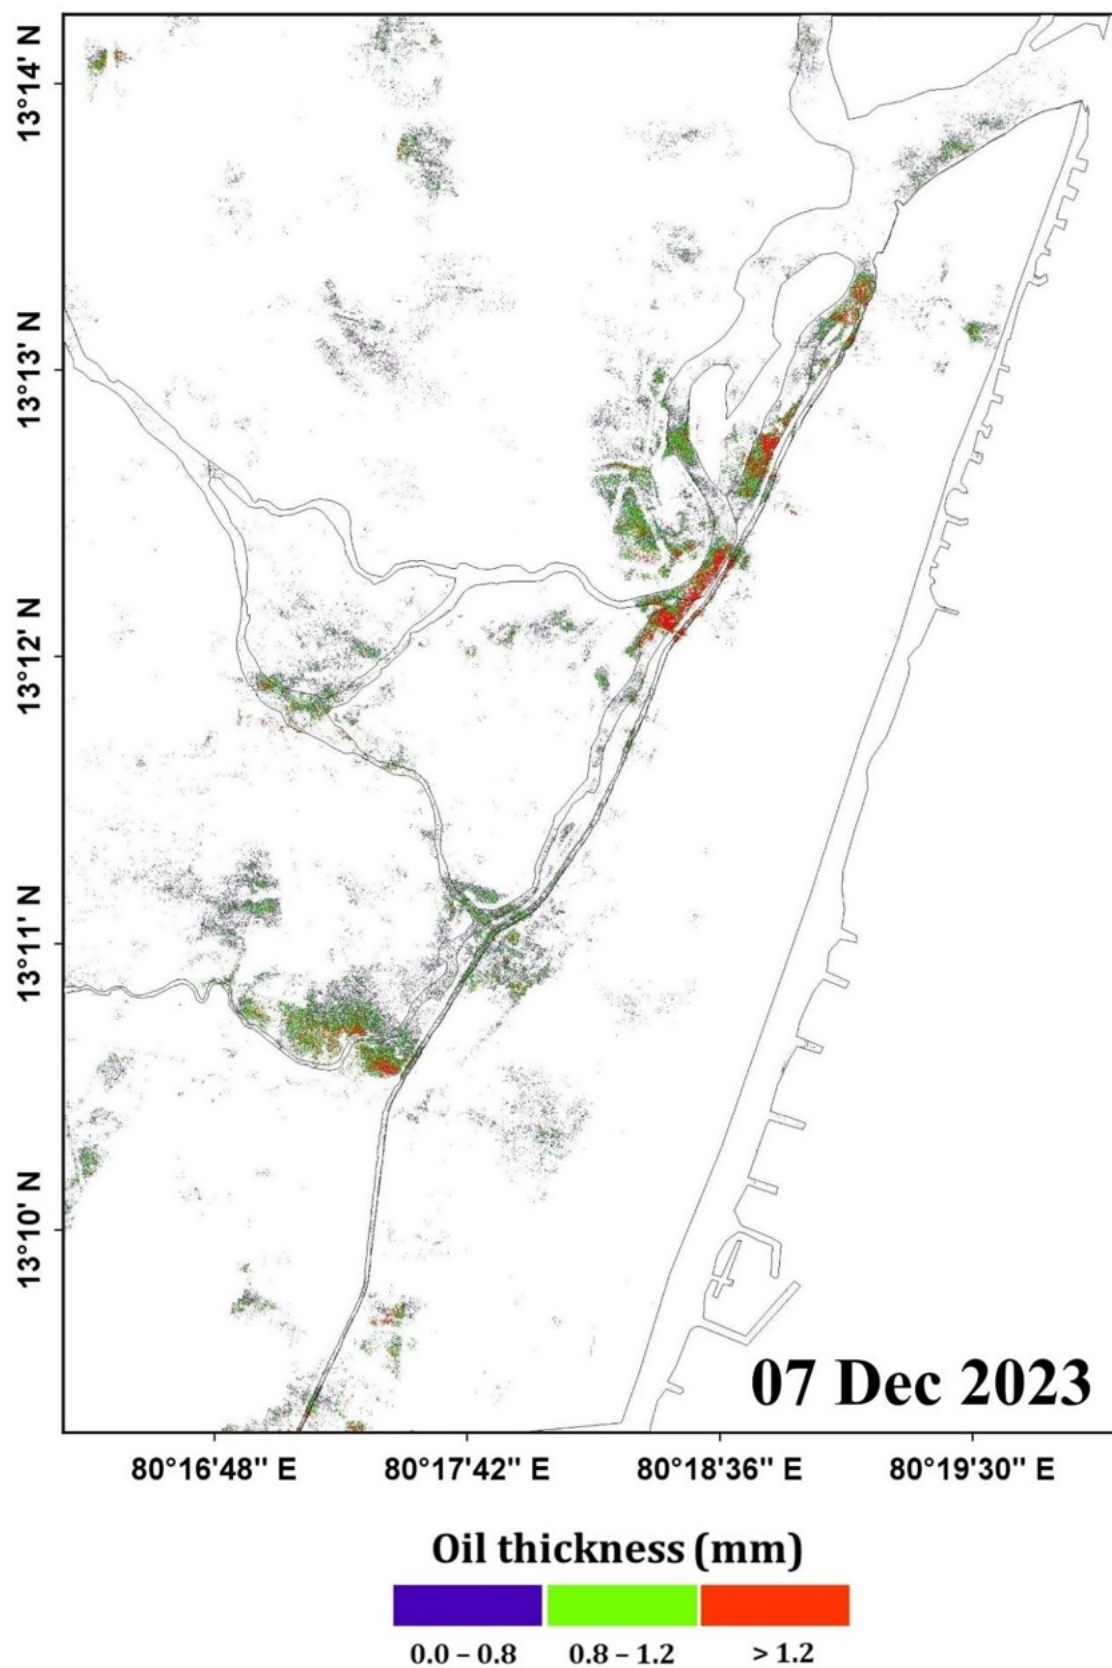 13°14' N
13°13' N
13°12' N
13°11' N
13°10' N
07 Dec 2023
80°16'48" E 80°17'42" E 80°18'36" E 80°19'30" E
Oil thickness (mm)
0.0 – 0.8 0.8 – 1.2 > 1.2